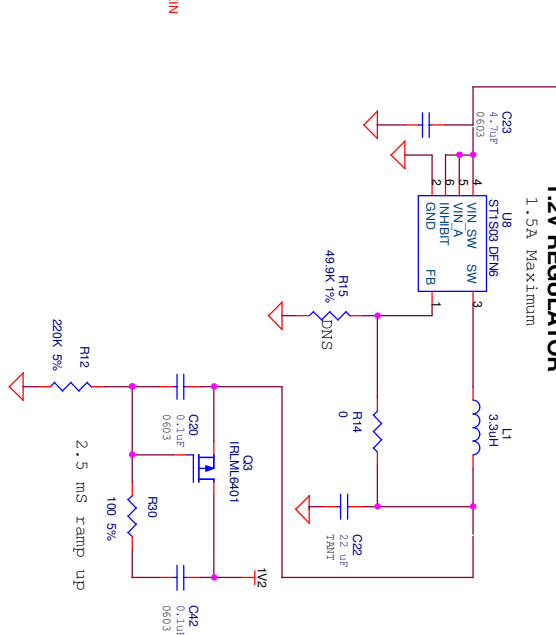 1.2V REGULATOR
1.5A Maximum
C23
4.7uF
0603
U8
ST1S03 DFN6
4
VIN_SW
5
VIN_A
6
INHIBIT
2
GND
SW
3
FB
1
L1
3.3uH
R15
49.9K 1%
DNS
R14
0
C22
22 uF
TANT
Q3
IRLML6401
C20
0.1uF
0603
R12
220K 5%
R30
100 5%
C42
0.1uF
0603
1V2
2.5 mS ramp up